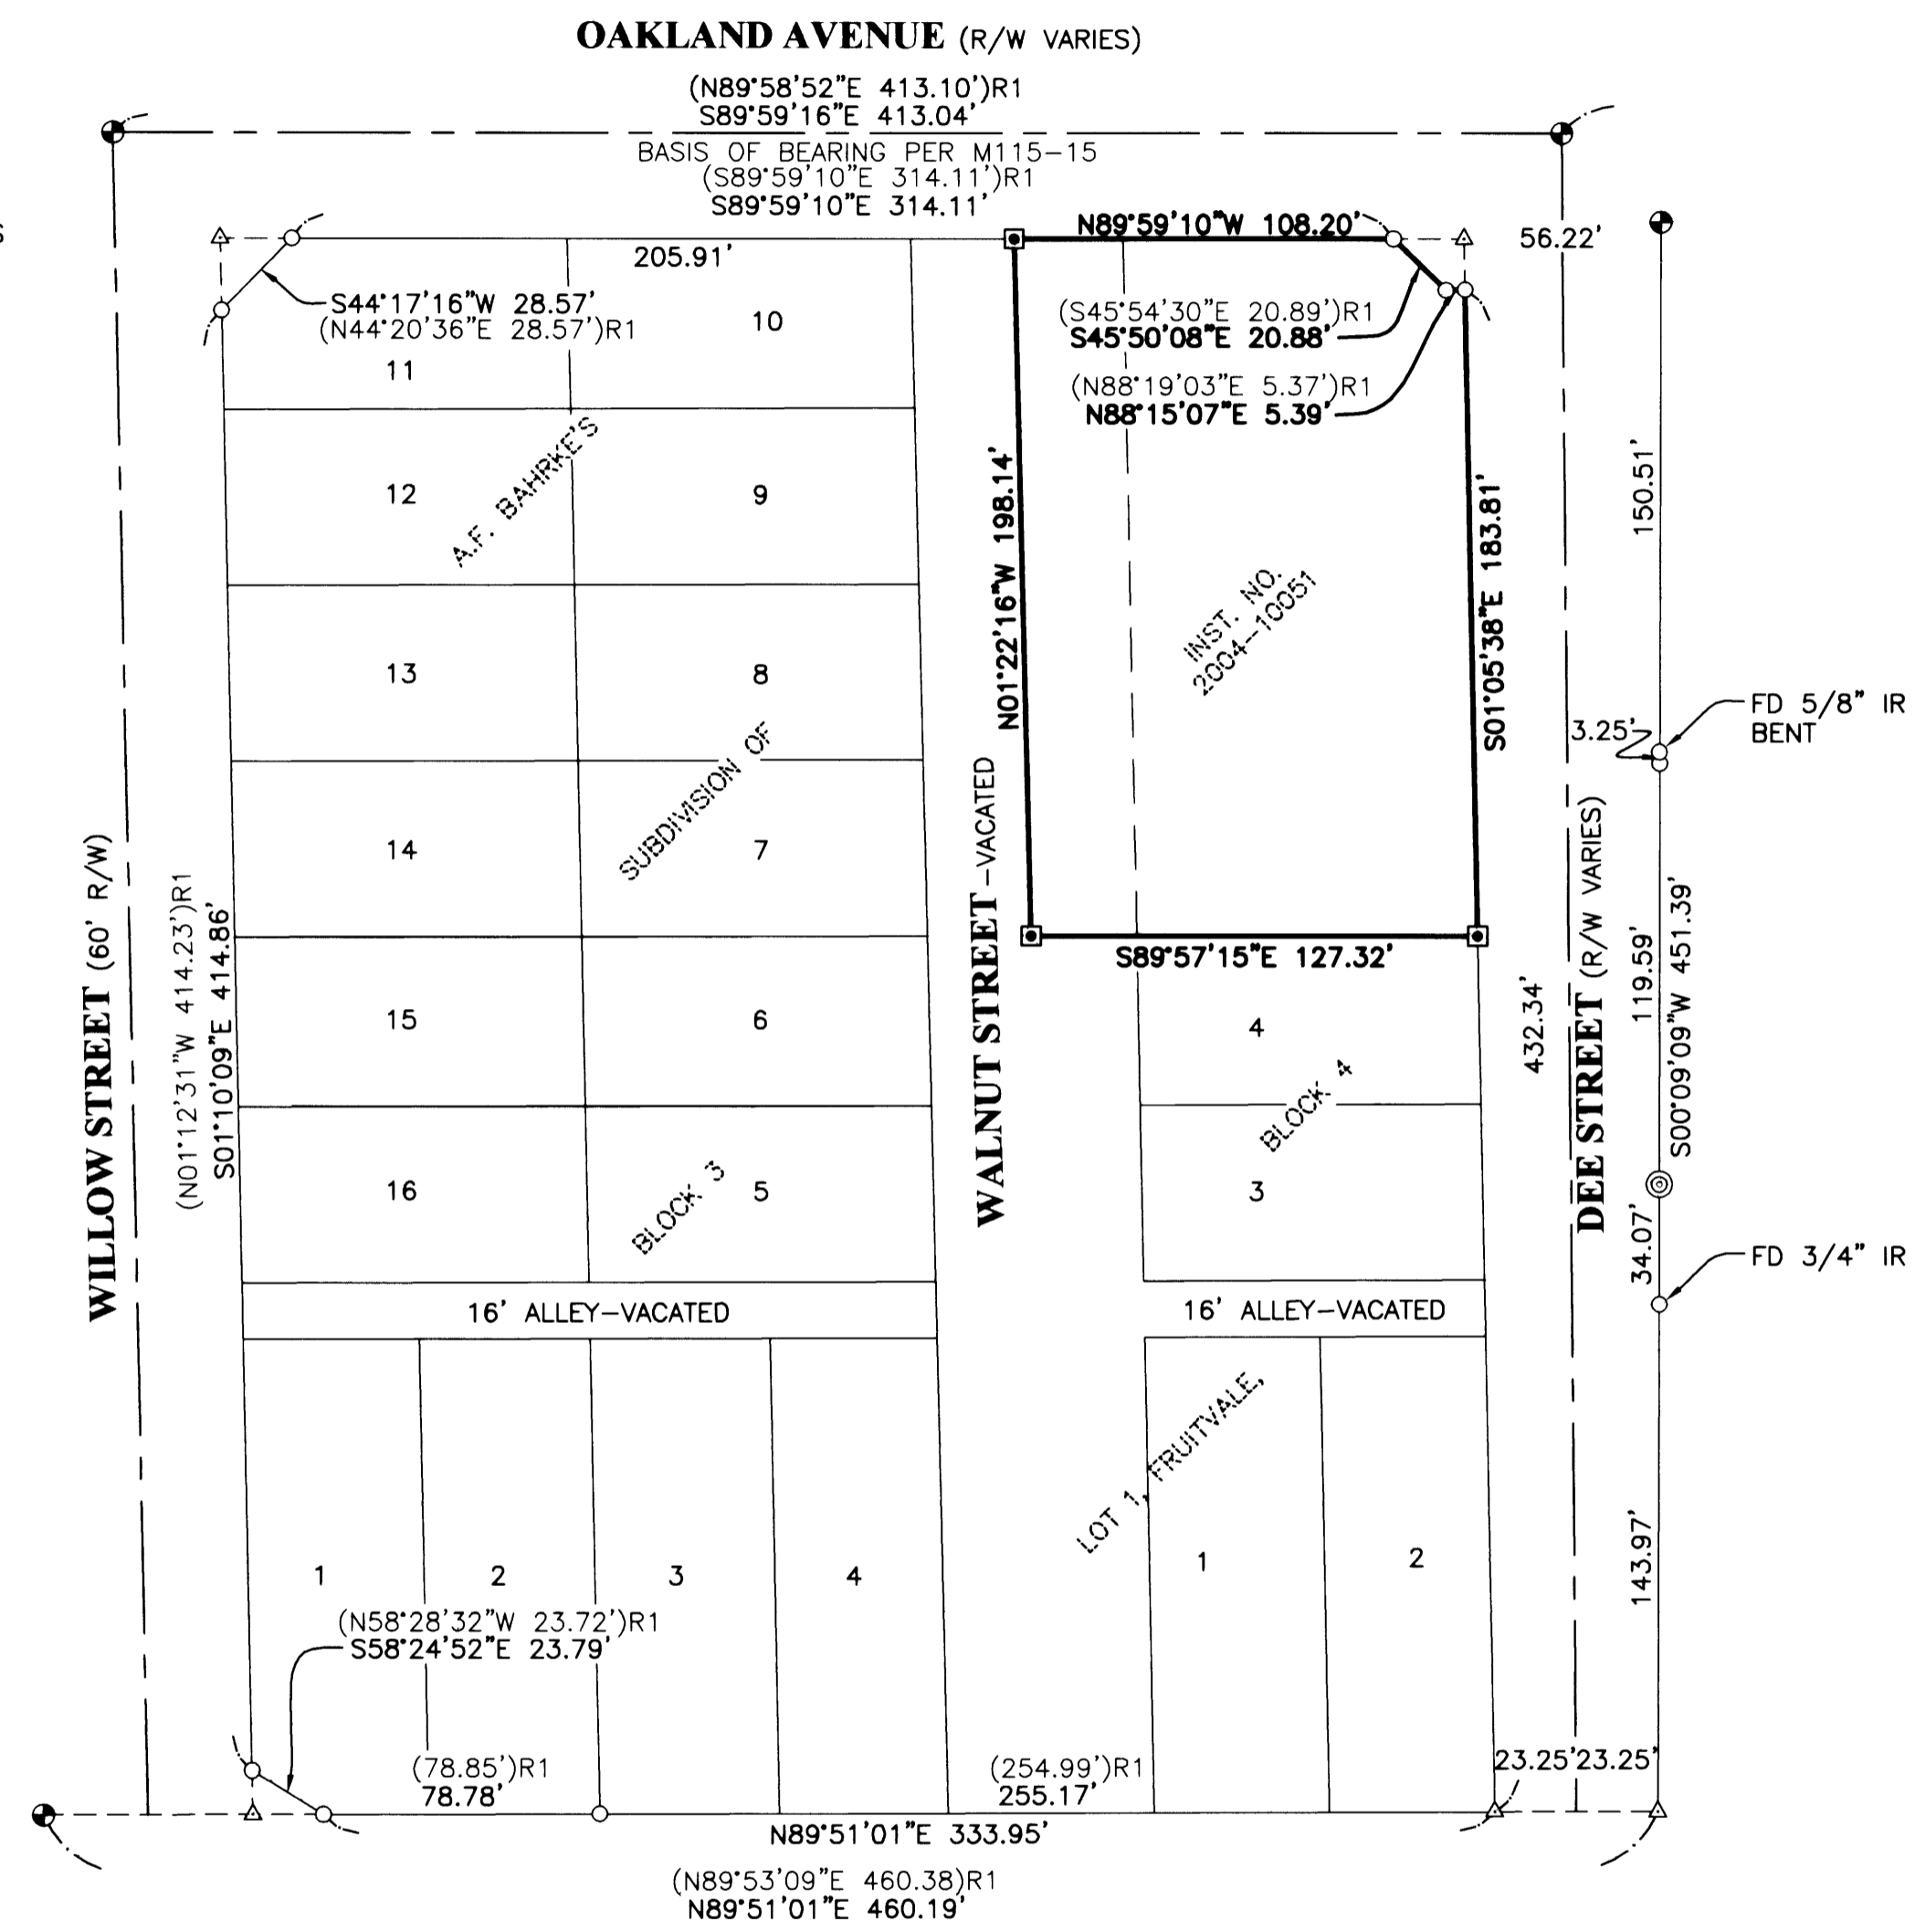 OAKLAND AVENUE (R/W VARIES)
(N89°58'52"E 413.10')R1
S89°59'16"E 413.04'
BASIS OF BEARING PER M115-15
(S89°59'10"E 314.11')R1
S89°59'10"E 314.11'
N89°59'10"W 108.20'
56.22'
205.91'
S44°17'16"W 28.57'
(N44°20'36"E 28.57')R1
(S45°54'30"E 20.89')R1
S45°50'08"E 20.88'
(N88°19'03"E 5.37')R1
N88°15'07"E 5.39'
10
11
12
9
13
8
14
7
15
6
16
5
A.F. BAHRKE'S
SUBDIVISION OF
BLOCK 3
N01°22'16"W 198.14'
INST. NO.
2004-10051
S01°05'38"E 183.81'
150.51'
FD 5/8" IR
BENT
3.25'
WILLOW STREET (60' R/W)
(N01°12'31"W 414.23')R1
S01°10'09"E 414.86'
WALNUT STREET-VACATED
S89°57'15"E 127.32'
4
BLOCK 4
3
432.34'
DEE STREET (R/W VARIES)
119.59'
S00°09'09"W 451.39'
34.07'
FD 3/4" IR
16' ALLEY-VACATED
16' ALLEY-VACATED
LOT 1, FRUITVALE,
143.97'
1
2
3
4
1
2
(N58°28'32"W 23.72')R1
S58°24'52"E 23.79'
(78.85')R1
78.78'
(254.99')R1
255.17'
23.25'
23.25'
N89°51'01"E 333.95'
(N89°53'09"E 460.38)R1
N89°51'01"E 460.19'